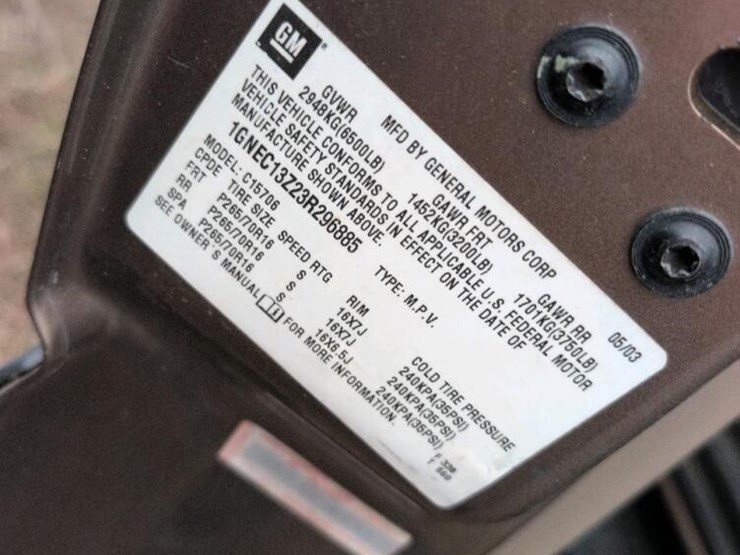 GM
MFD BY GENERAL MOTORS CORP 05/03
GVWR GAWR FRT GAWR RR
2948KG(6500LB) 1452KG(3200LB) 1701KG(3750LB)
THIS VEHICLE CONFORMS TO ALL APPLICABLE U.S. FEDERAL MOTOR
VEHICLE SAFETY STANDARDS IN EFFECT ON THE DATE OF
MANUFACTURE SHOWN ABOVE.
1GNEC13Z23R296885 TYPE: M.P.V.
MODEL: C15706
CPDE TIRE SIZE SPEED RTG RIM COLD TIRE PRESSURE
FRT P265/70R16 S 16X7J 240KPA(35PSI)
RR P265/70R16 S 16X7J 240KPA(35PSI)
SPA P265/70R16 S 16X6.5J 240KPA(35PSI)
SEE OWNER'S MANUAL FOR MORE INFORMATION.